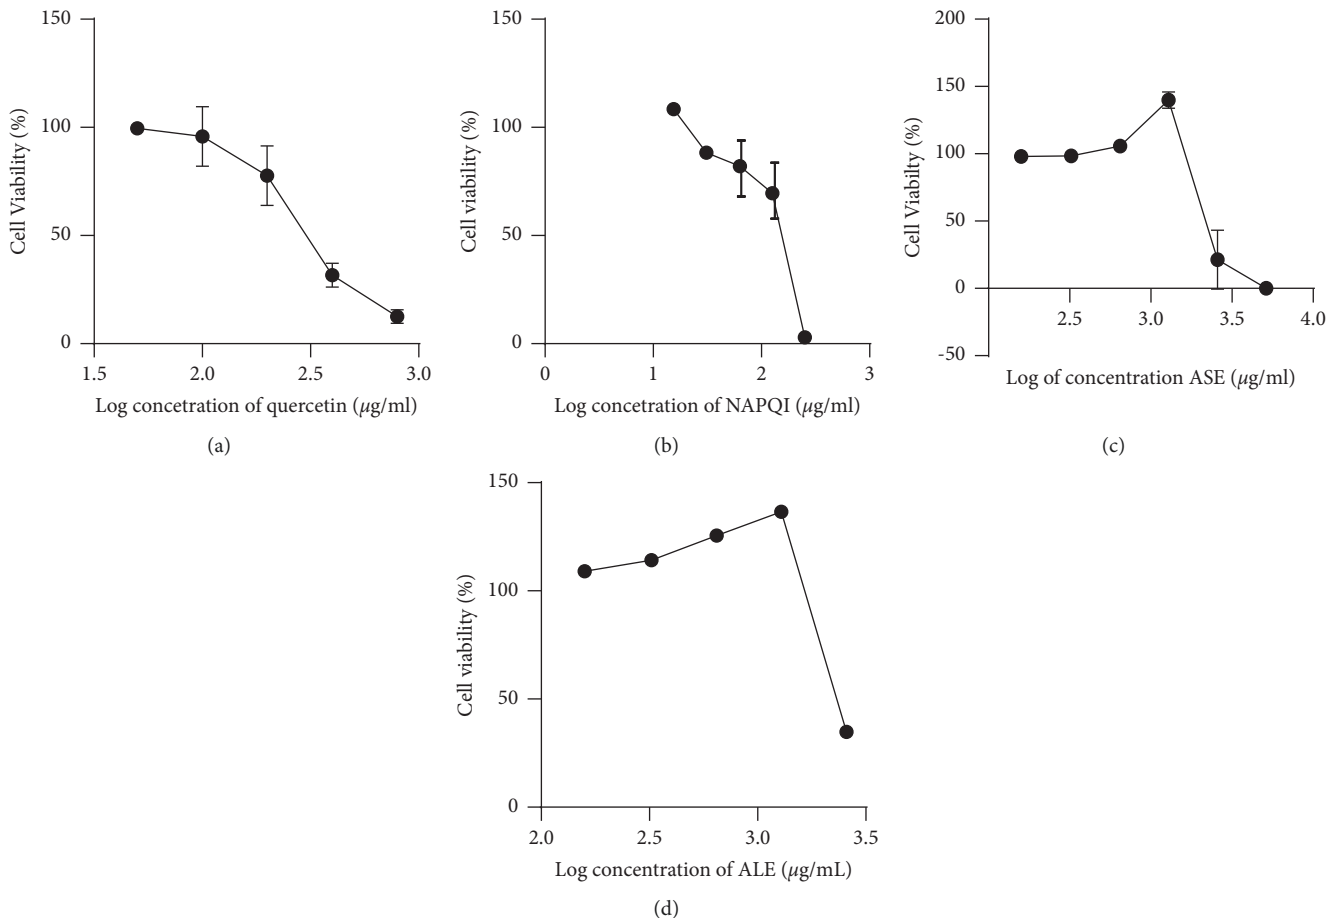 150
100
50
0
Cell Viability (%)
1.5 2.0 2.5 3.0
Log concetration of quercetin (μg/ml)
(a)
150
100
50
0
Cell viability (%)
0 1 2 3
Log concetration of NAPQI (μg/ml)
(b)
200
150
100
50
0
-50
Cell Viabilty (%)
2.5 3.0 3.5 4.0
Log of concentration ASE (μg/ml)
(c)
150
100
50
0
Cell viability (%)
2.0 2.5 3.0 3.5
Log concentration of ALE (μg/mL)
(d)